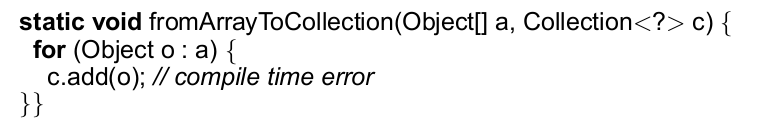 static void fromArrayToCollection(Object[] a, Collection<?> c) {
for (Object o : a) {
c.add(o); // compile time error
}}